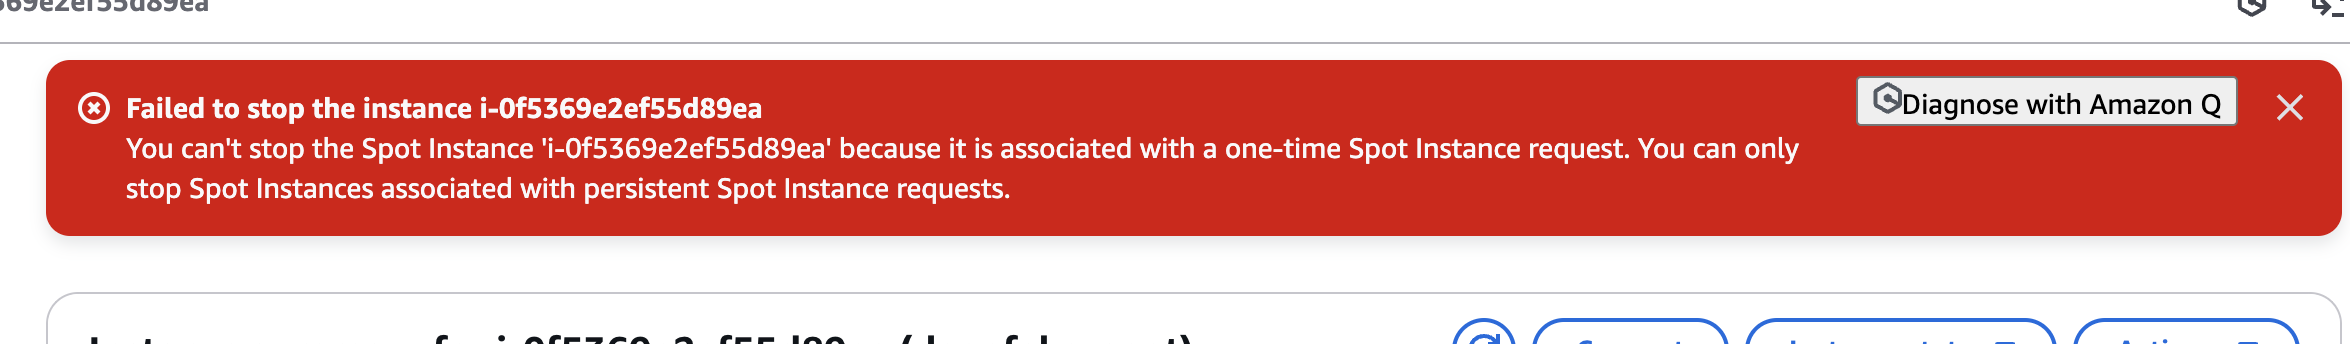 Failed to stop the instance i-0f5369e2ef55d89ea
Diagnose with Amazon Q
You can't stop the Spot Instance 'i-0f5369e2ef55d89ea' because it is associated with a one-time Spot Instance request. You can only
stop Spot Instances associated with persistent Spot Instance requests.